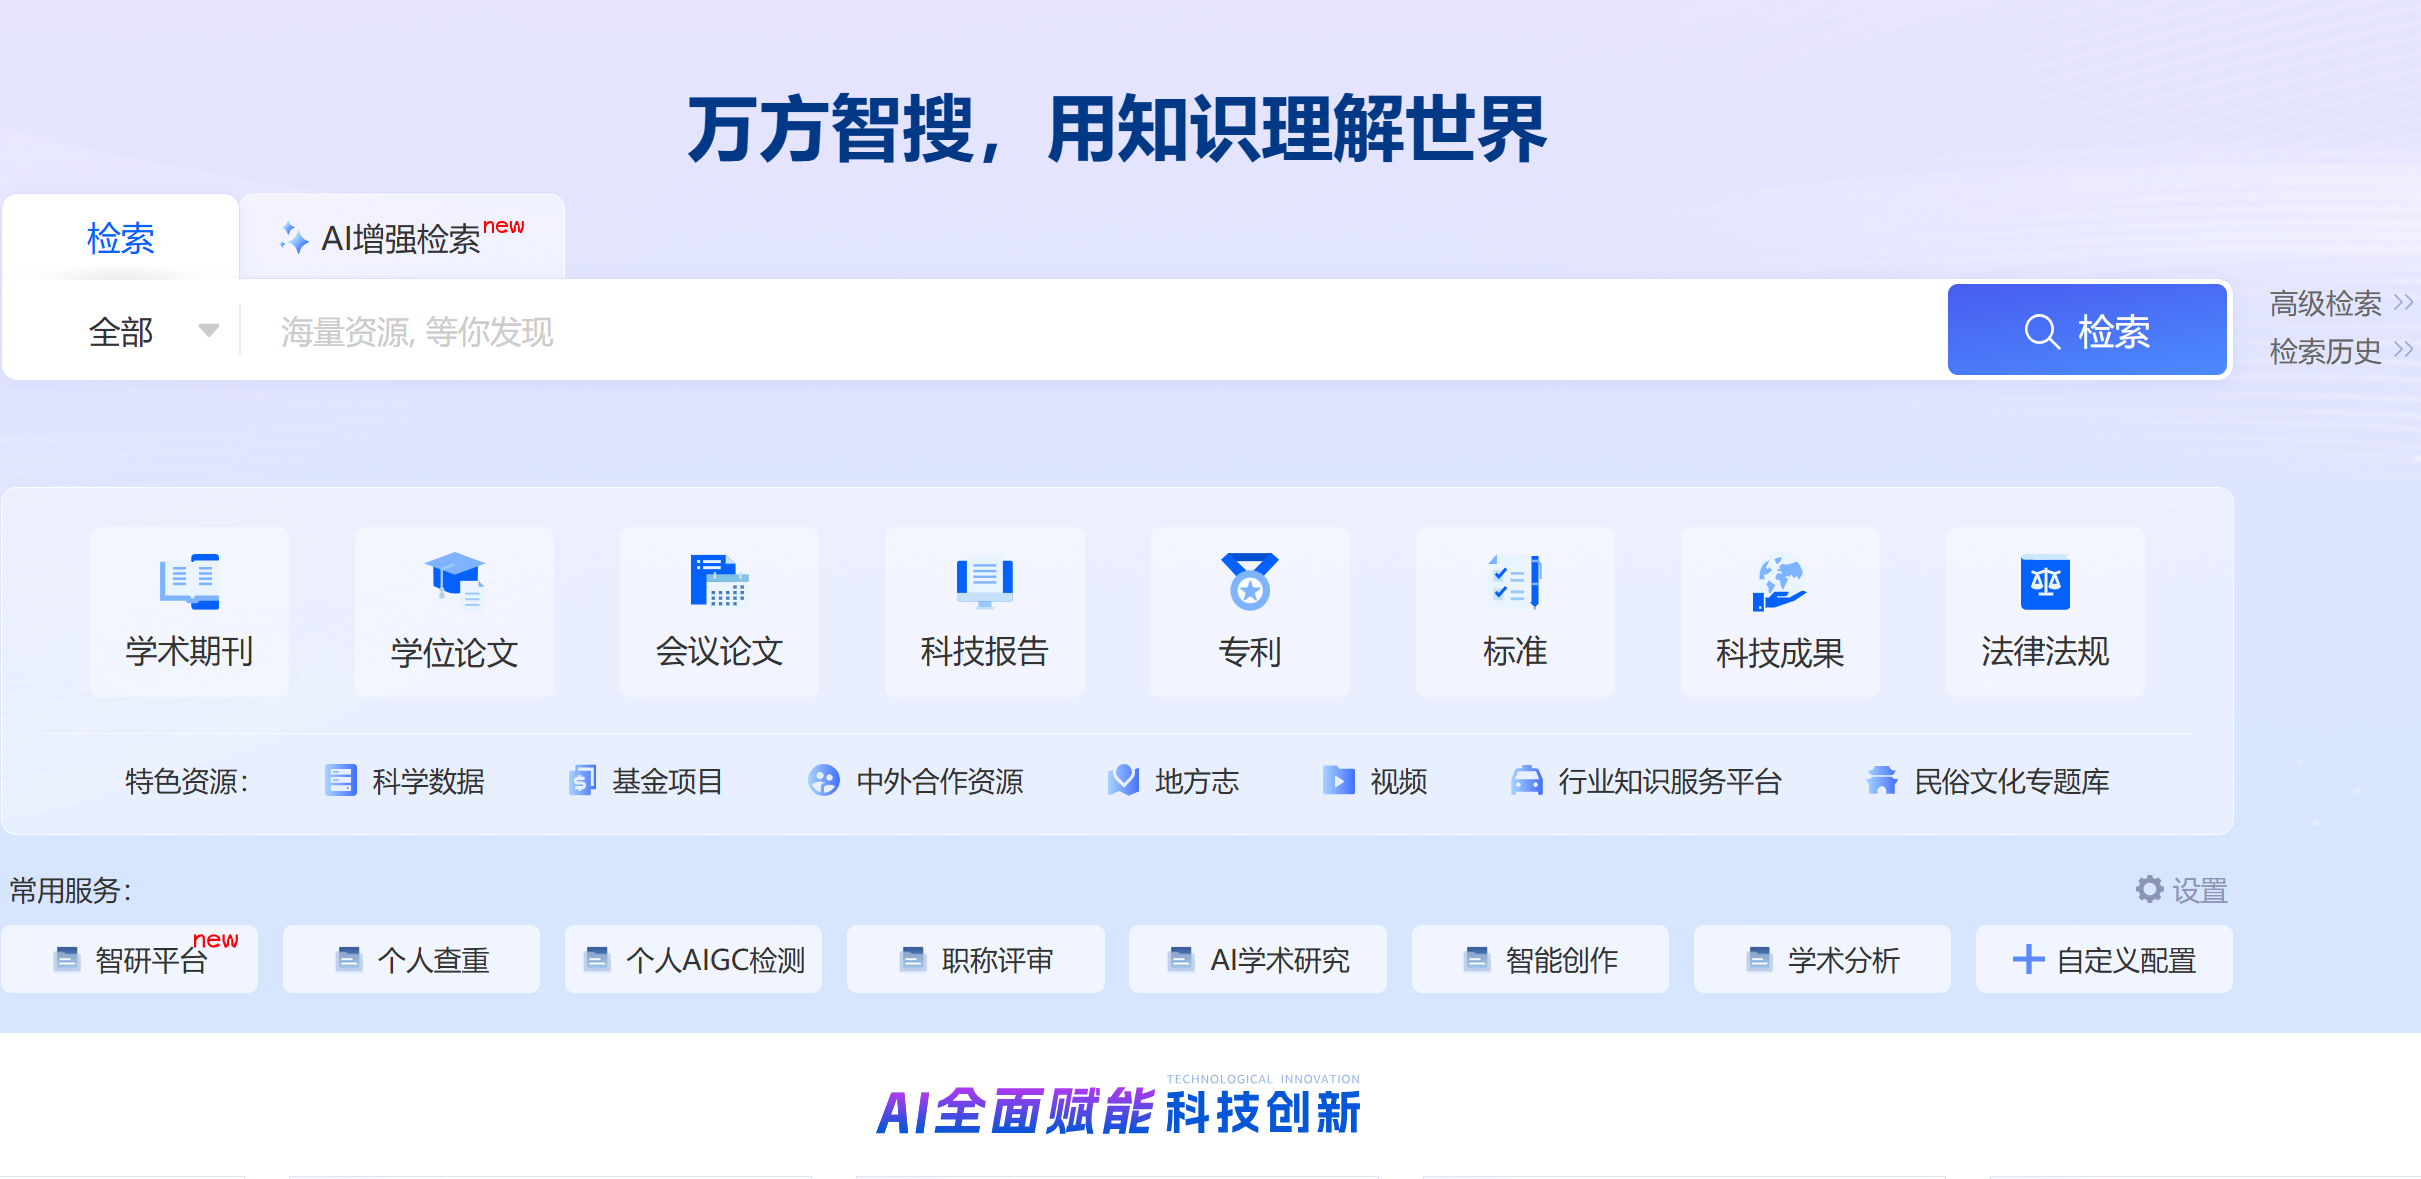 万方智搜，用知识理解世界
检索
AI增强检索new
全部
海量资源, 等你发现
检索
高级检索
检索历史
学术期刊
学位论文
会议论文
科技报告
专利
标准
科技成果
法律法规
特色资源：
科学数据
基金项目
中外合作资源
地方志
视频
行业知识服务平台
民俗文化专题库
常用服务：
设置
智研平台new
个人查重
个人AIGC检测
职称评审
AI学术研究
智能创作
学术分析
自定义配置
TECHNOLOGICAL INNOVATION
AI全面赋能 科技创新